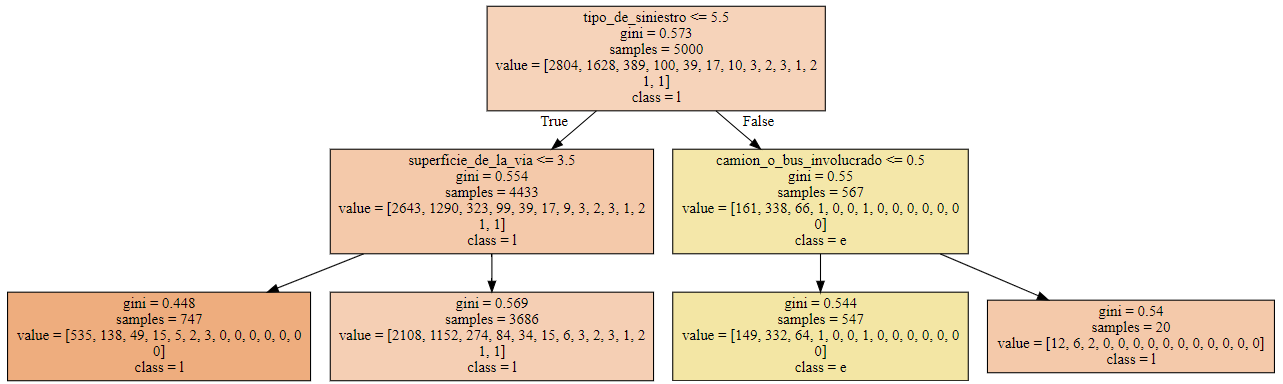 tipo_de_siniestro <= 5.5
gini = 0.573
samples = 5000
value = [2804, 1628, 389, 100, 39, 17, 10, 3, 2, 3, 1, 2
1, 1]
class = l
True
False
superficie_de_la_via <= 3.5
gini = 0.554
samples = 4433
value = [2643, 1290, 323, 99, 39, 17, 9, 3, 2, 3, 1, 2
1, 1]
class = l
camion_o_bus_involucrado <= 0.5
gini = 0.55
samples = 567
value = [161, 338, 66, 1, 0, 0, 1, 0, 0, 0, 0, 0, 0
0]
class = e
gini = 0.448
samples = 747
value = [535, 138, 49, 15, 5, 2, 3, 0, 0, 0, 0, 0, 0
0]
class = l
gini = 0.569
samples = 3686
value = [2108, 1152, 274, 84, 34, 15, 6, 3, 2, 3, 1, 2
1, 1]
class = l
gini = 0.544
samples = 547
value = [149, 332, 64, 1, 0, 0, 1, 0, 0, 0, 0, 0, 0
0]
class = e
gini = 0.54
samples = 20
value = [12, 6, 2, 0, 0, 0, 0, 0, 0, 0, 0, 0, 0, 0]
class = l